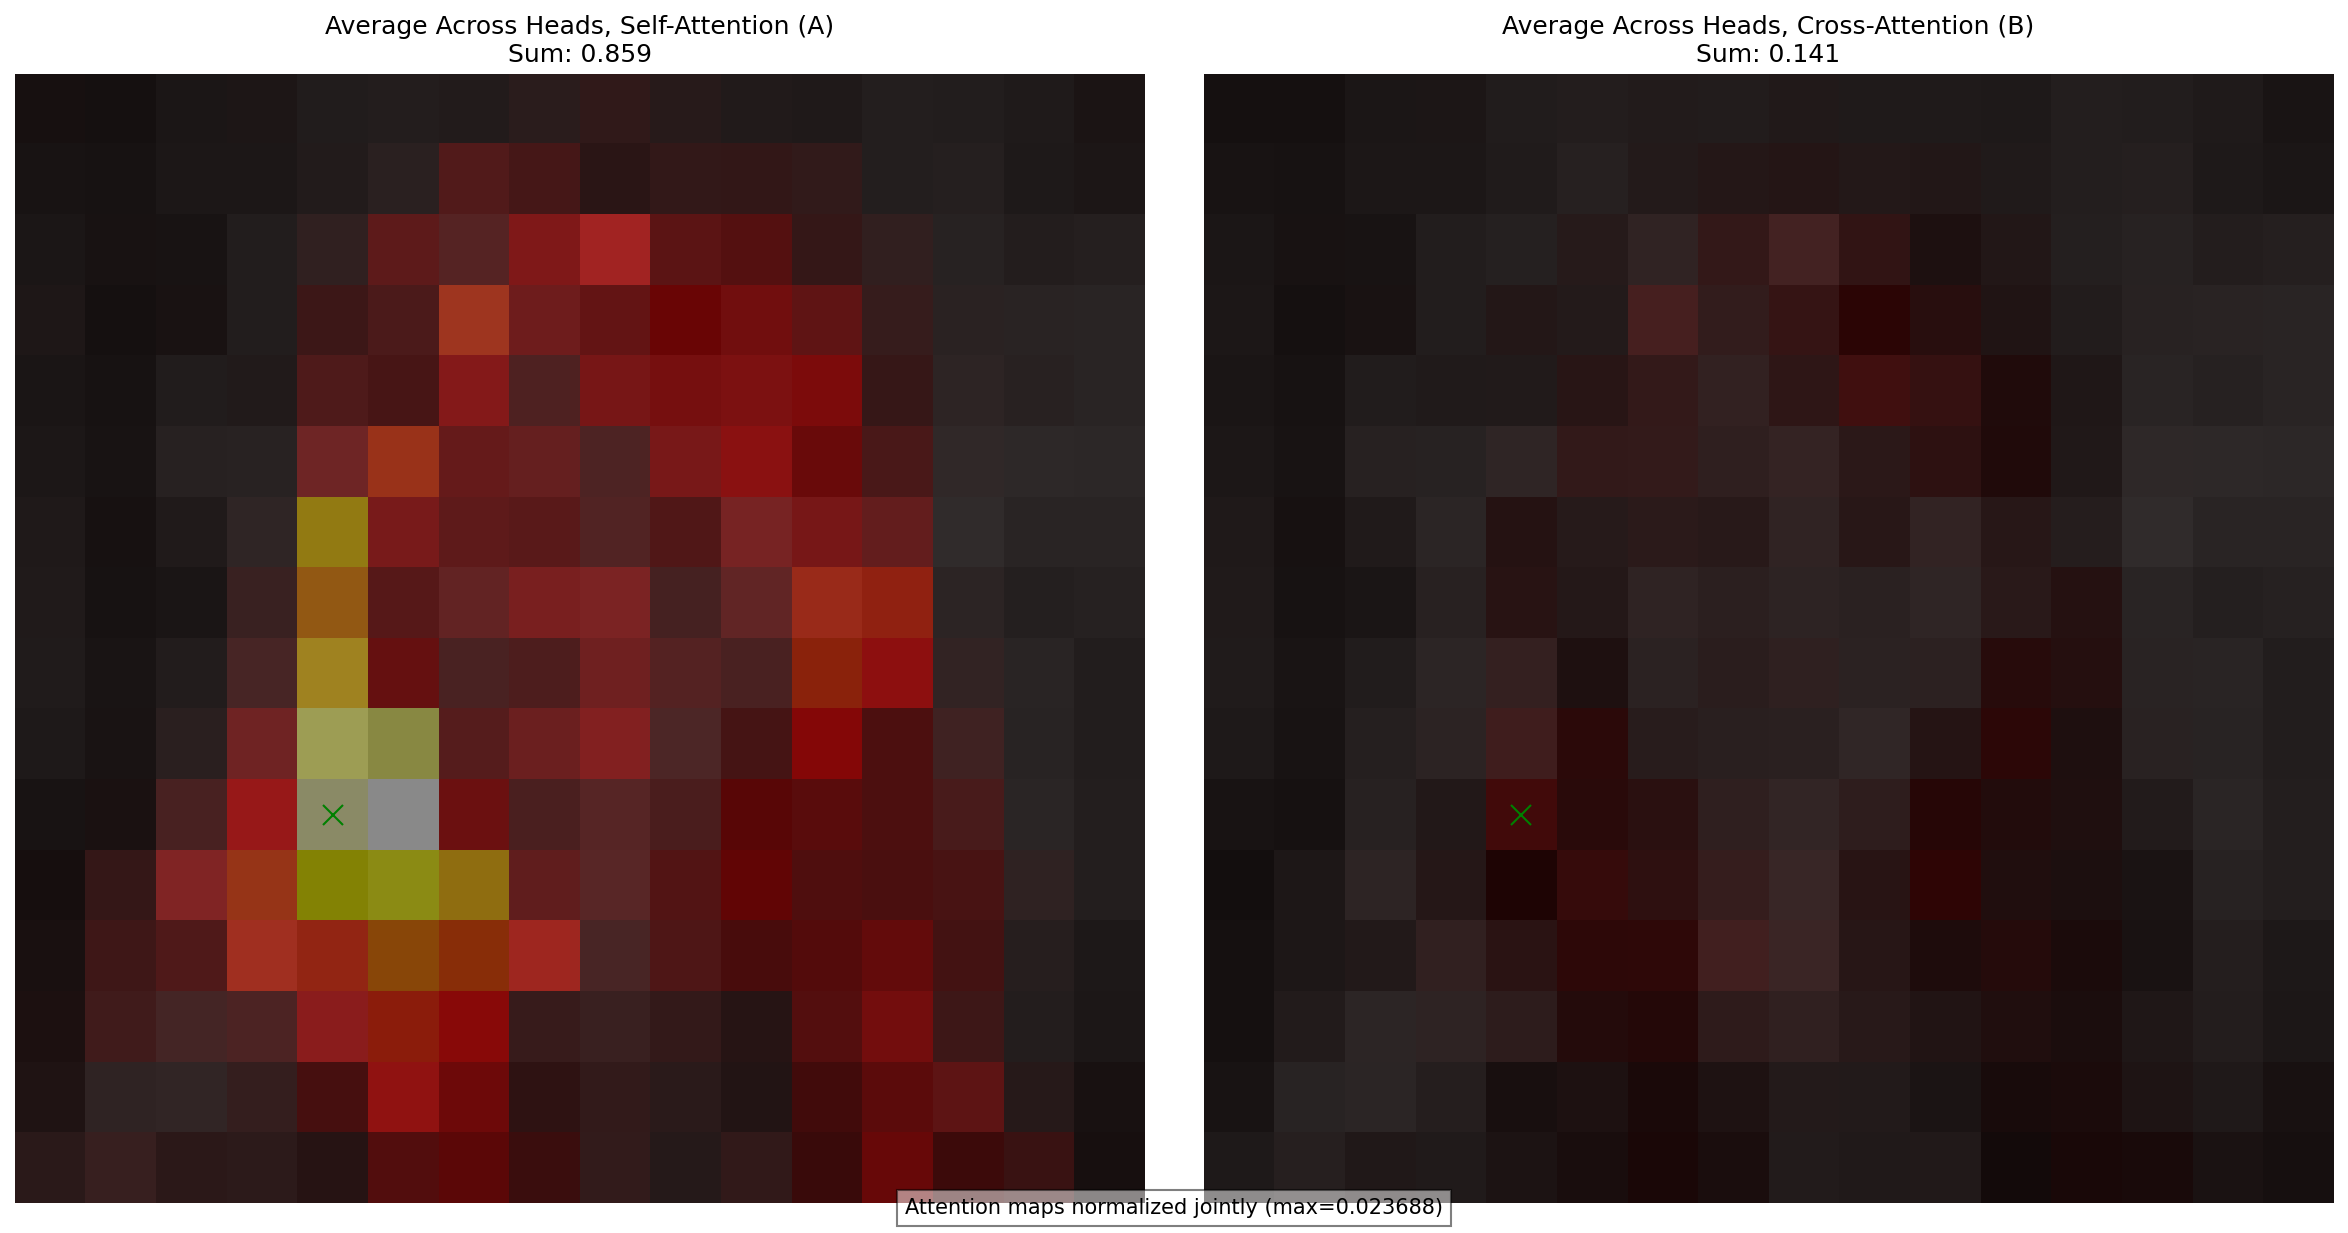 Average Across Heads, Self-Attention (A)
Sum: 0.859
Average Across Heads, Cross-Attention (B)
Sum: 0.141
Attention maps normalized jointly (max=0.023688)